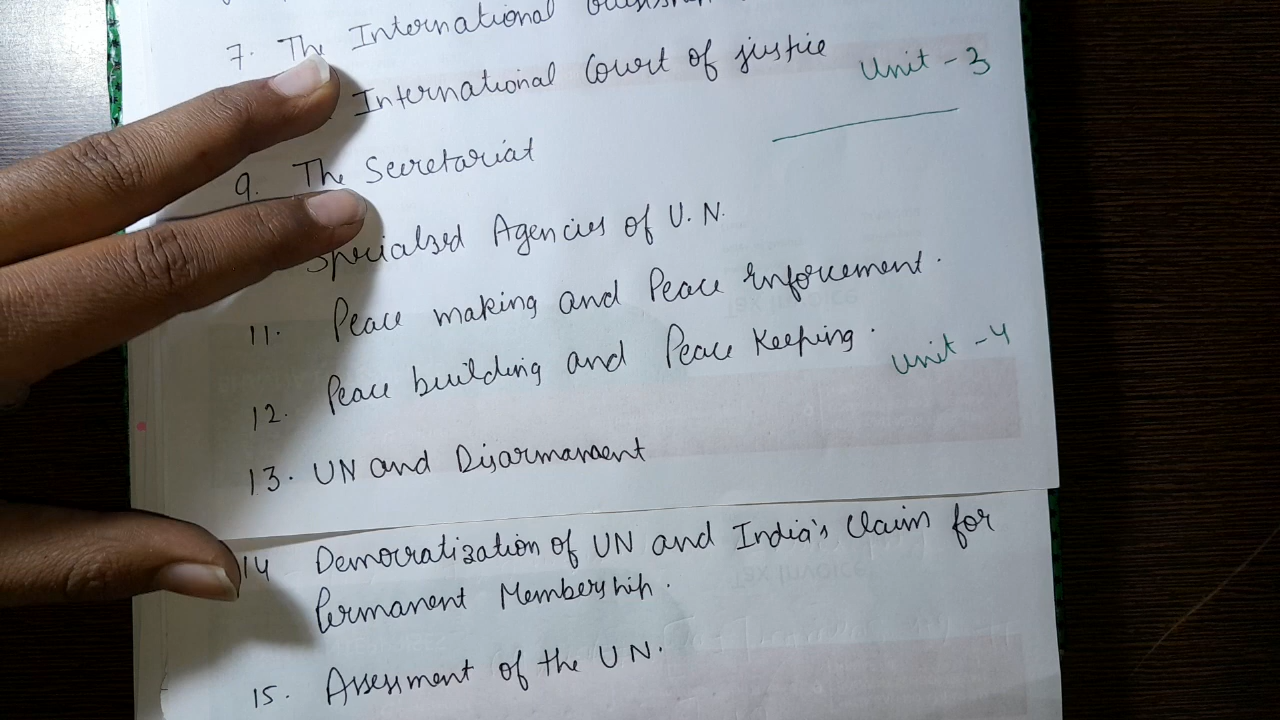 7. The International
International Court of justice Unit - 3
9. The Secretariat
Specialsed Agencies of U.N.
11. Peace making and Peace enforcement.
12. Peace building and Peace keeping. Unit - 4
13. UN and Disarmament
14 Democratization of UN and India's Claim for
Permanent Membership.
15. Assessment of the UN.